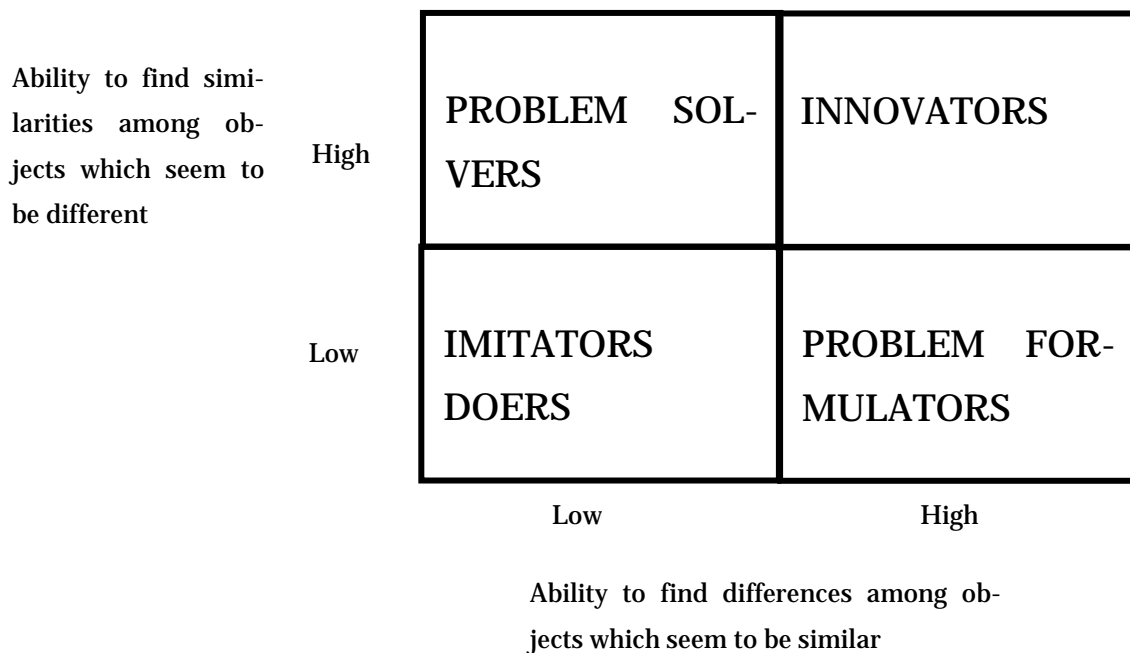 Ability to find simi-
larities among ob-
jects which seem to
be different
High
PROBLEM SOL-
VERS
INNOVATORS
Low
IMITATORS
DOERS
PROBLEM FOR-
MULATORS
Low
High
Ability to find differences among ob-
jects which seem to be similar